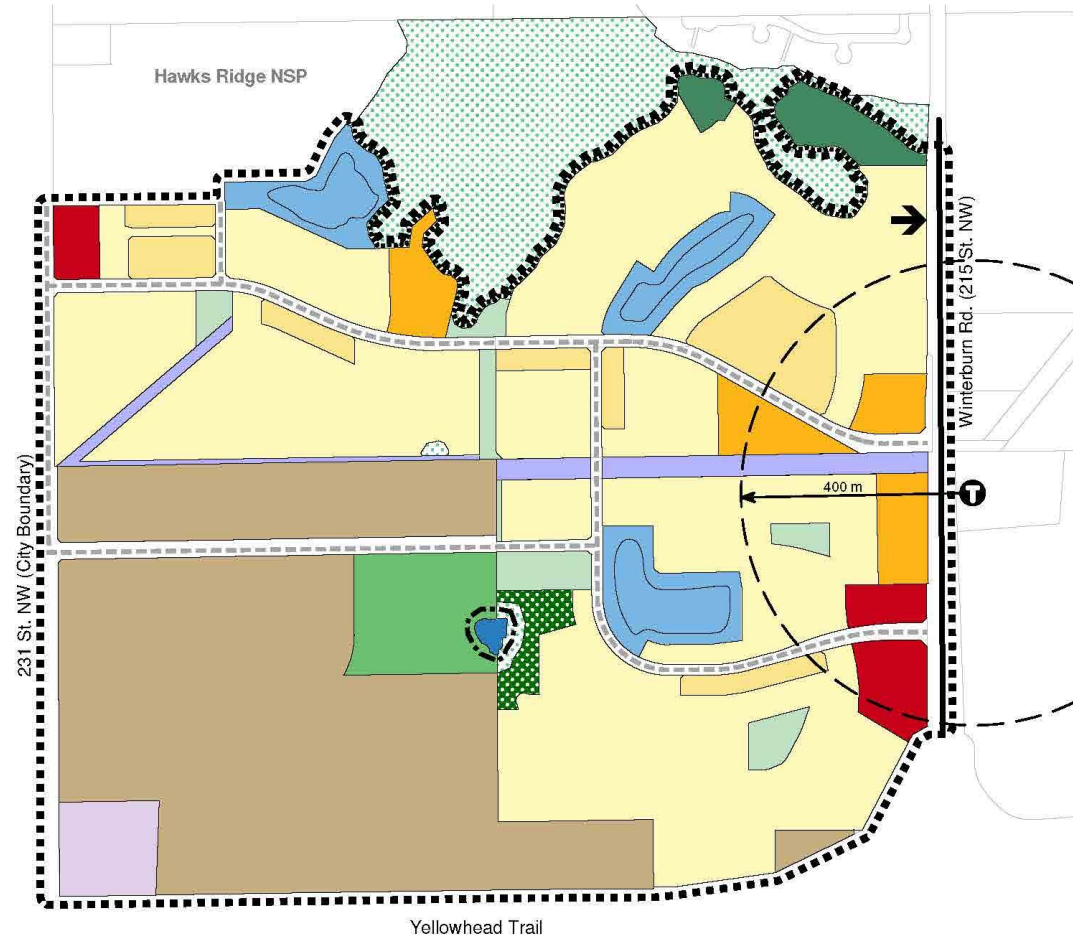 Hawks Ridge NSP
Winterburn Rd. (215 St. NW)
400 m
T
231 St. NW (City Boundary)
Yellowhead Trail